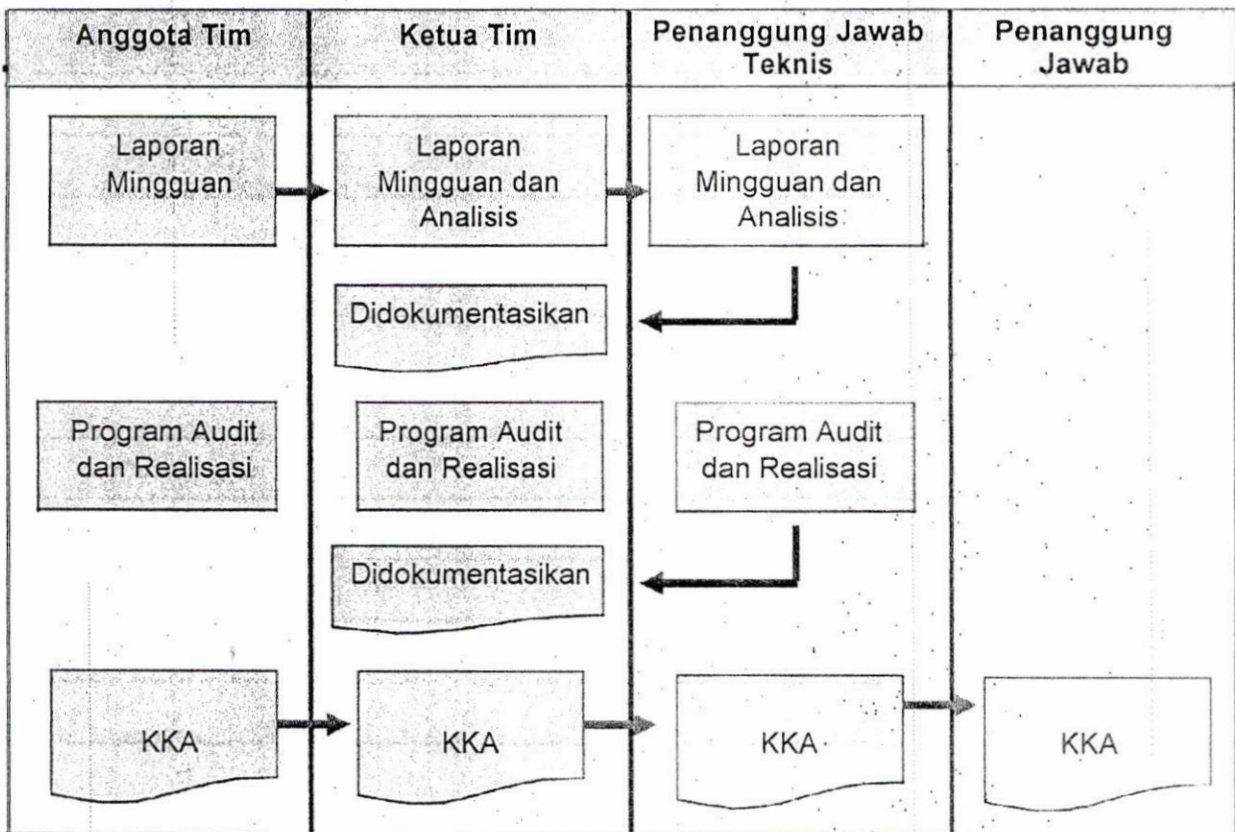 Anggota Tim
Ketua Tim
Penanggung Jawab
Teknis
Penanggung
Jawab
Laporan
Mingguan
Laporan
Mingguan dan
Analisis
Laporan
Mingguan dan
Analisis
Didokumentasikan
Program Audit
dan Realisasi
Program Audit
dan Realisasi
Program Audit
dan Realisasi
Didokumentasikan
KKA
KKA
KKA
KKA